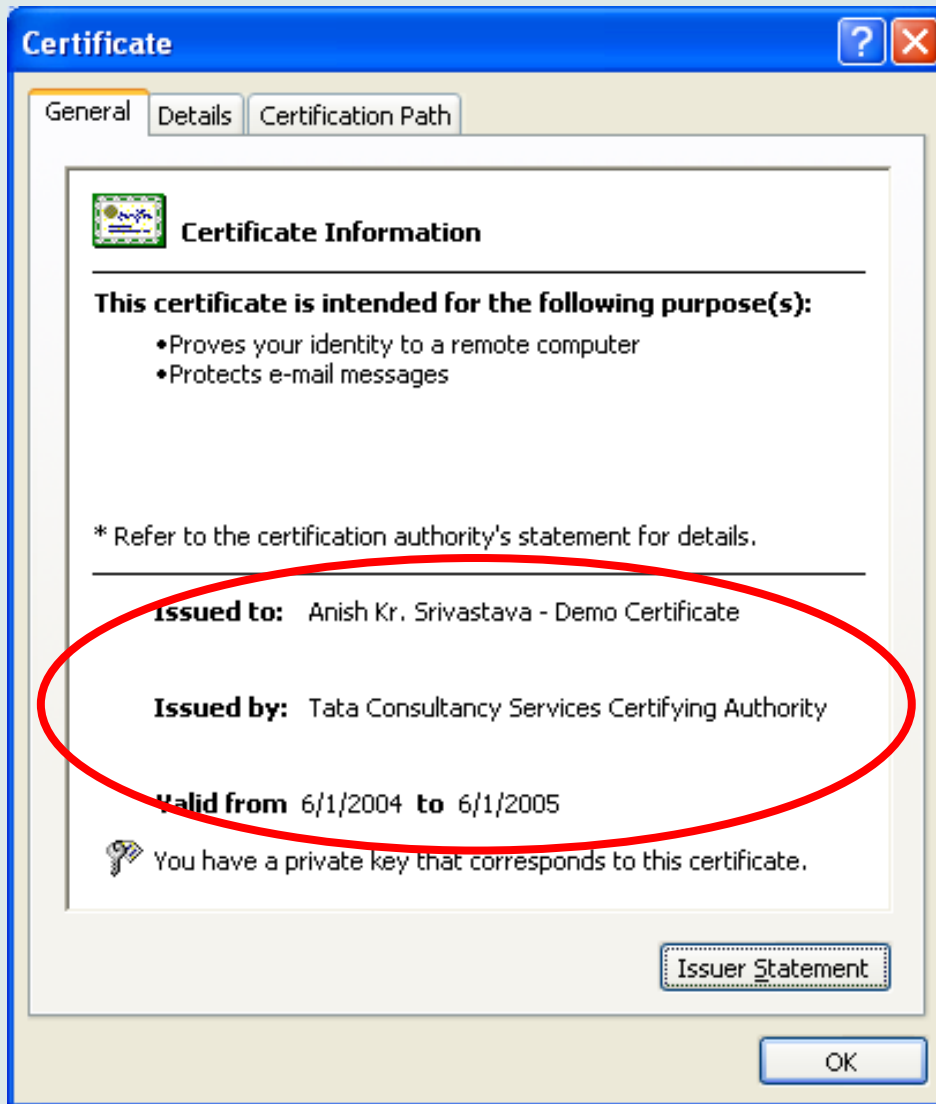 Certificate
General Details Certification Path
Certificate Information
This certificate is intended for the following purpose(s):
•Proves your identity to a remote computer
•Protects e-mail messages
* Refer to the certification authority's statement for details.
Issued to: Anish Kr. Srivastava - Demo Certificate
Issued by: Tata Consultancy Services Certifying Authority
Valid from 6/1/2004 to 6/1/2005
You have a private key that corresponds to this certificate.
Issuer Statement
OK